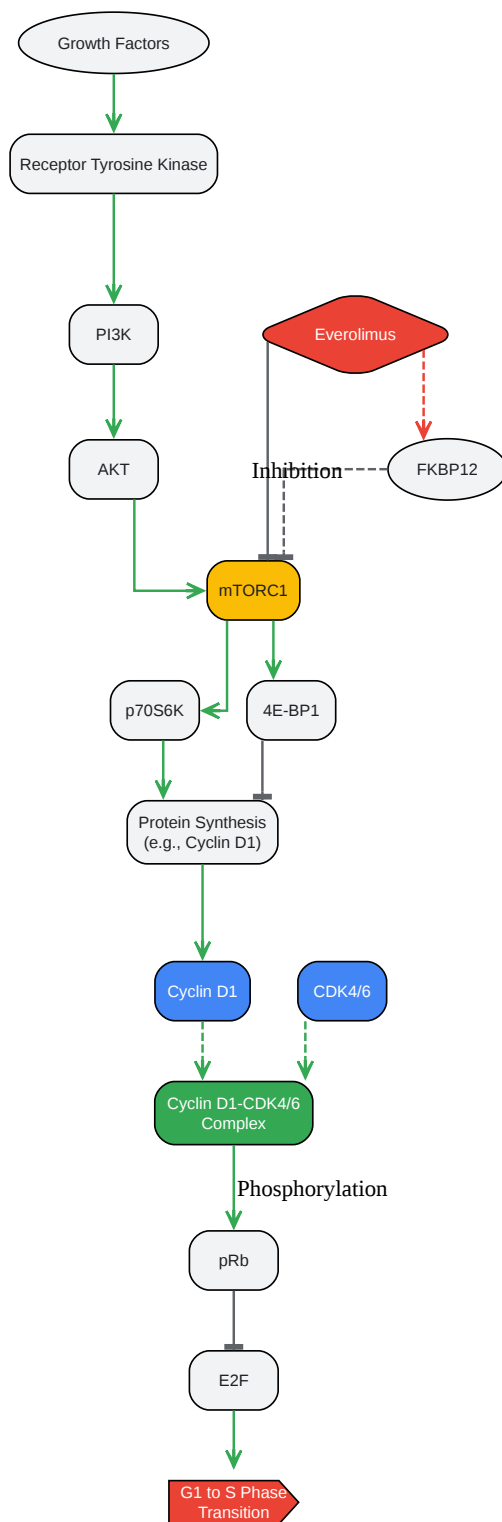 Growth Factors
Receptor Tyrosine Kinase
PI3K
Everolimus
AKT
Inhibition
FKBP12
mTORC1
p70S6K
4E-BP1
Protein Synthesis
(e.g., Cyclin D1)
Cyclin D1
CDK4/6
Cyclin D1-CDK4/6
Complex
Phosphorylation
pRb
E2F
G1 to S Phase
Transition